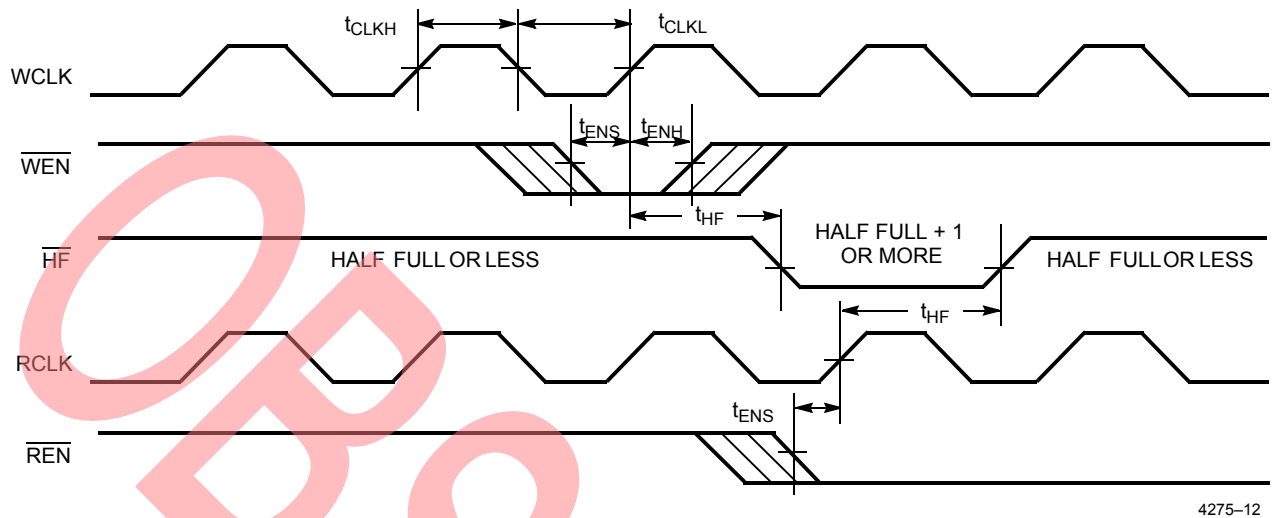 tCLKH tCLKL
WCLK
tENS tENH
WEN
tHF
HF HALF FULL OR LESS HALF FULL + 1 OR MORE HALF FULL OR LESS
tHF
RCLK
tENS
REN
4275–12